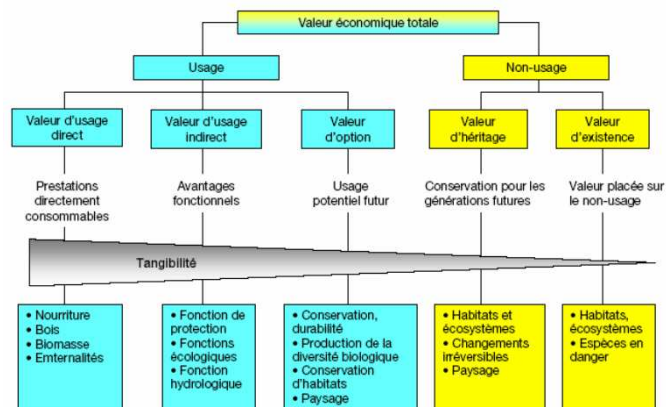 Valeur économique totale
Usage
Non-usage
Valeur d'usage
direct
Valeur d'usage
indirect
Valeur
d'option
Valeur
d'héritage
Valeur
d'existence
Prestations
directement
consommables
Avantages
fonctionnels
Usage
potentiel futur
Conservation pour les
générations futures
Valeur placée sur
le non-usage
Tangibilité
• Nourriture
• Bois
• Biomasse
• Emternalités
• Fonction de
protection
• Fonctions
écologiques
• Fonction
hydrologique
• Conservation,
durabilité
• Production de la
diversité biologique
• Conservation
d'habitats
• Paysage
• Habitats et
écosystèmes
• Changements
irréversibles
• Paysage
• Habitats,
écosystèmes
• Espèces en
danger